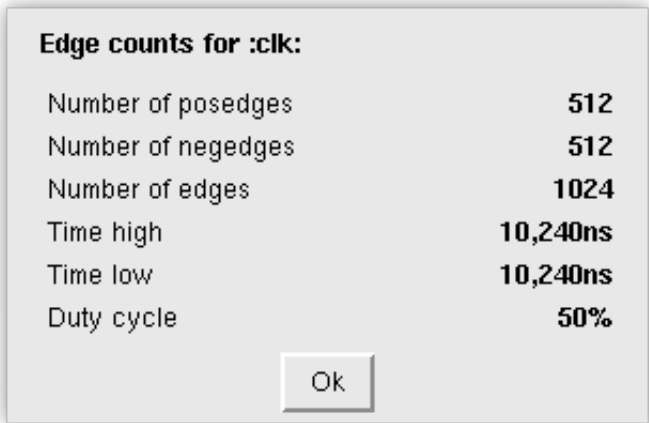 Edge counts for :clk:
Number of posedges 512
Number of negedges 512
Number of edges 1024
Time high 10,240ns
Time low 10,240ns
Duty cycle 50%
Ok